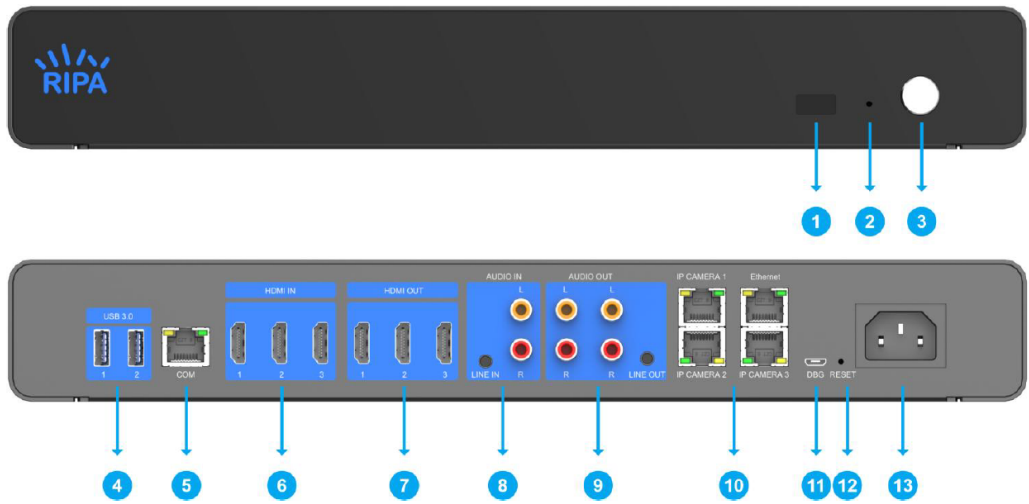 RIPA
1 2 3
AUDIO IN AUDIO OUT IP CAMERA 1 Ethernet
HDMI IN HDMI OUT L L L
USB 3.0
1 2 COM 1 2 3 1 2 3 LINE IN R R R LINE OUT IP CAMERA 2 IP CAMERA 3 DBG RESET
4 5 6 7 8 9 10 11 12 13